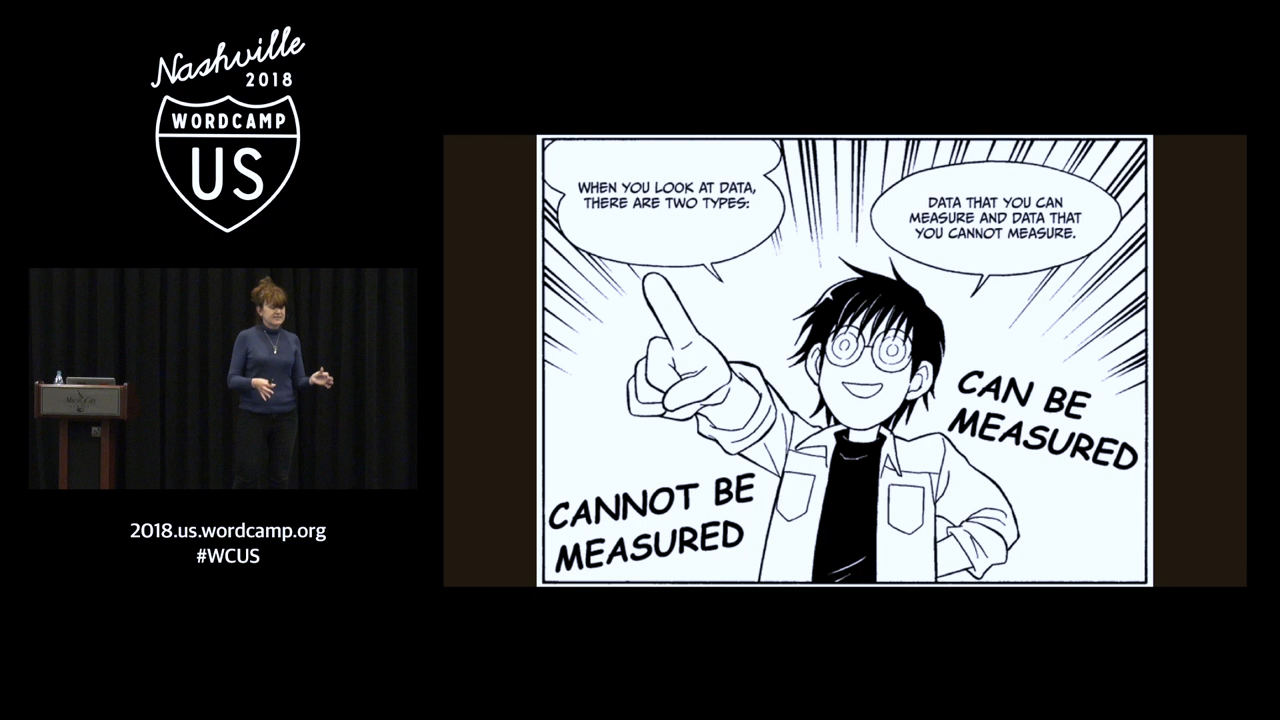 Nashville
2018
WORDCAMP
US
2018.us.wordcamp.org
#WCUS
WHEN YOU LOOK AT DATA,
THERE ARE TWO TYPES:
DATA THAT YOU CAN
MEASURE AND DATA THAT
YOU CANNOT MEASURE.
CAN BE
MEASURED
CANNOT BE
MEASURED